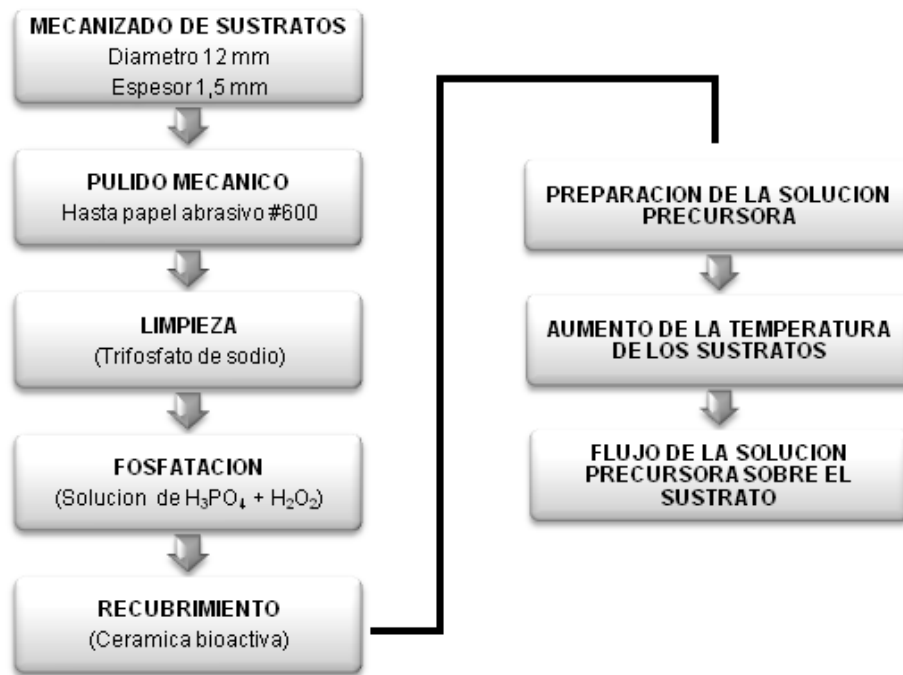 MECANIZADO DE SUSTRATOS
Diametro 12 mm
Espesor 1,5 mm
PULIDO MECANICO
Hasta papel abrasivo #600
LIMPIEZA
(Trifosfato de sodio)
FOSFATACION
(Solucion de H₃PO₄ + H₂O₂)
RECUBRIMIENTO
(Ceramica bioactiva)
PREPARACION DE LA SOLUCION
PRECURSORA
AUMENTO DE LA TEMPERATURA
DE LOS SUSTRATOS
FLUJO DE LA SOLUCION
PRECURSORA SOBRE EL
SUSTRATO